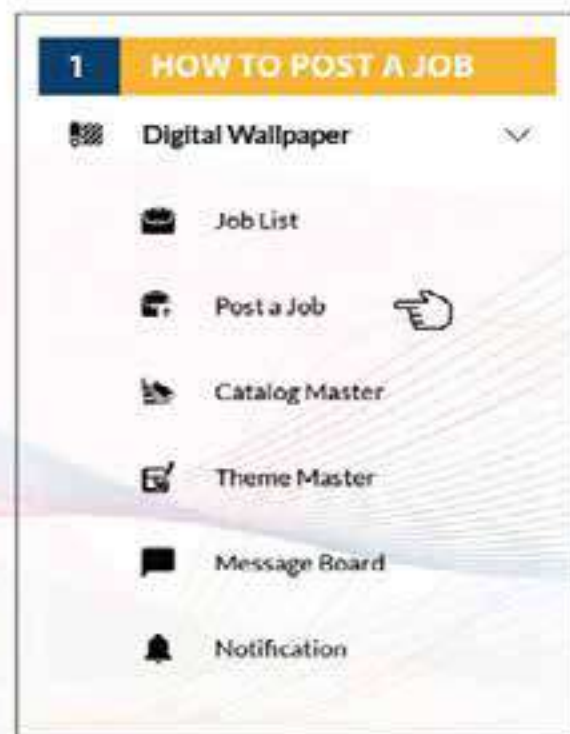 1 HOW TO POST A JOB
Digital Wallpaper
Job List
Post a Job
Catalog Master
Theme Master
Message Board
Notification